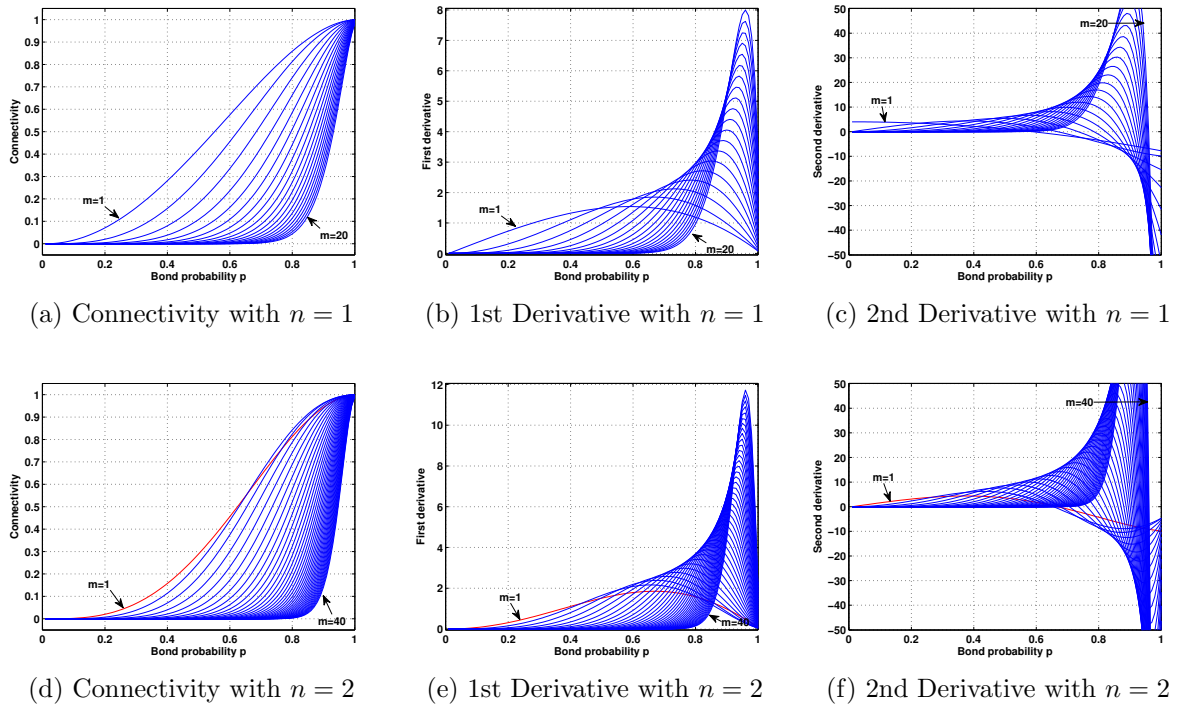 1
0.9
0.8
0.7
0.6
0.5
0.4
0.3
0.2
0.1
0
Connectivity
m=1
m=20
0 0.2 0.4 0.6 0.8 1
Bond probability p
(a) Connectivity with n = 1
8
7
6
5
4
3
2
1
0
First derivative
m=1
m=20
0 0.2 0.4 0.6 0.8 1
Bond probability p
(b) 1st Derivative with n = 1
50
40
30
20
10
0
−10
−20
−30
−40
−50
Second derivative
m=20
m=1
0 0.2 0.4 0.6 0.8 1
Bond probability p
(c) 2nd Derivative with n = 1
1
0.9
0.8
0.7
0.6
0.5
0.4
0.3
0.2
0.1
0
Connectivity
m=1
m=40
0 0.2 0.4 0.6 0.8 1
Bond probability p
(d) Connectivity with n = 2
12
10
8
6
4
2
0
First derivative
m=1
m=40
0 0.2 0.4 0.6 0.8 1
Bond probability p
(e) 1st Derivative with n = 2
50
40
30
20
10
0
−10
−20
−30
−40
−50
Second derivative
m=40
m=1
0 0.2 0.4 0.6 0.8 1
Bond probability p
(f) 2nd Derivative with n = 2